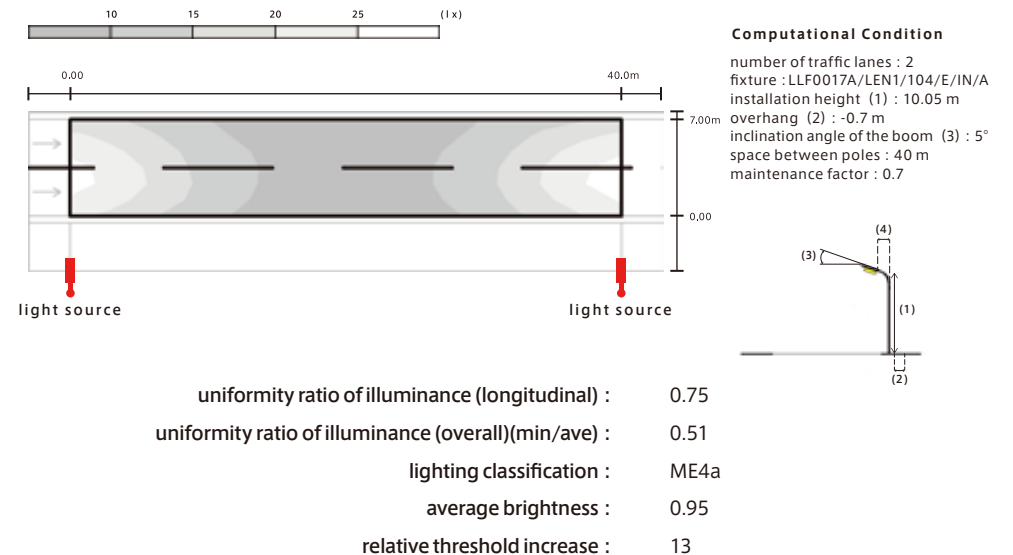 10 15 20 25 (lx)
Computational Condition
number of traffic lanes : 2
fixture : LLF0017A/LEN1/104/E/IN/A
installation height (1) : 10.05 m
overhang (2) : -0.7 m
inclination angle of the boom (3) : 5°
space between poles : 40 m
maintenance factor : 0.7
0.00 40.0m
7.00m
0.00
light source light source
(4)
(3)
(1)
(2)
uniformity ratio of illuminance (longitudinal) : 0.75
uniformity ratio of illuminance (overall)(min/ave) : 0.51
lighting classification : ME4a
average brightness : 0.95
relative threshold increase : 13